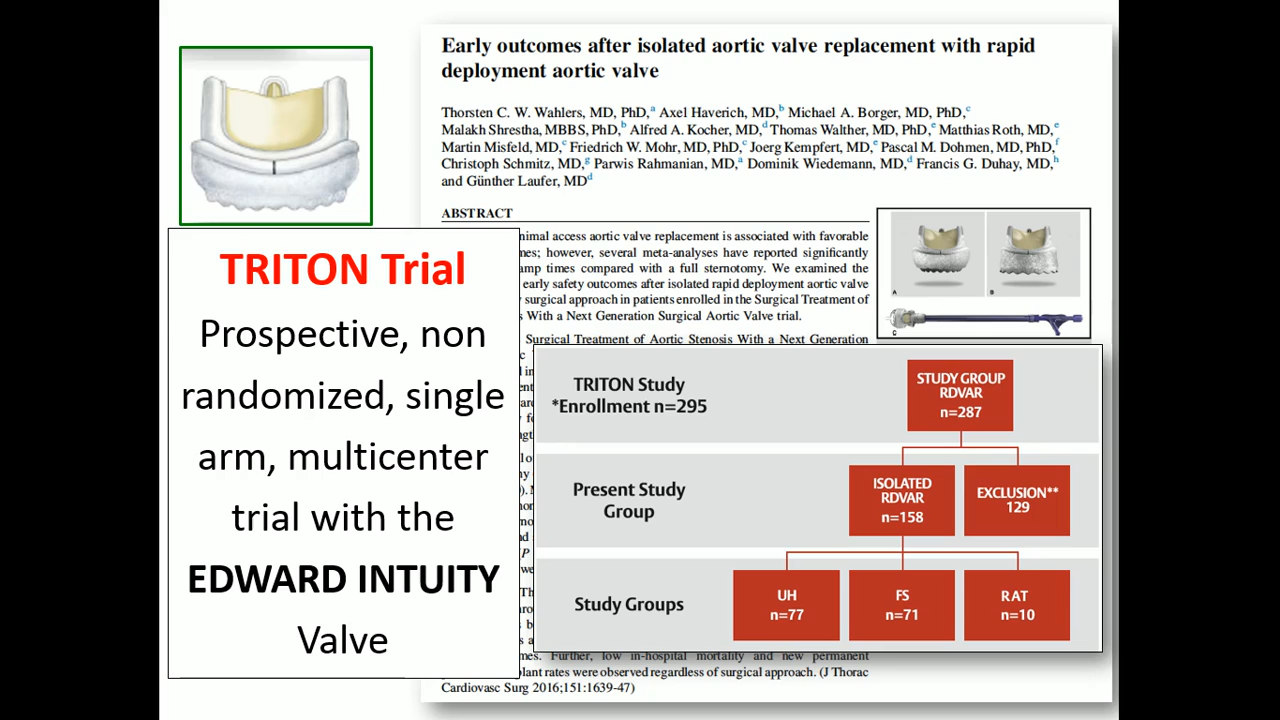 Early outcomes after isolated aortic valve replacement with rapid
deployment aortic valve
Thorsten C. W. Wahlers, MD, PhD,a Axel Haverich, MD,b Michael A. Borger, MD, PhD,c
Malakh Shrestha, MBBS, PhD,b Alfred A. Kocher, MD,d Thomas Walther, MD, PhD,e Matthias Roth, MD,e
Martin Misfeld, MD,c Friedrich W. Mohr, MD, PhD,c Joerg Kempfert, MD,e Pascal M. Dohmen, MD, PhD,f
Christoph Schmitz, MD,g Parwis Rahmanian, MD,a Dominik Wiedemann, MD,d Francis G. Duhay, MD,h
and Günther Laufer, MDd
ABSTRACT
nimal access aortic valve replacement is associated with favorable
mes; however, several meta-analyses have reported significantly
amp times compared with a full sternotomy. We examined the
early safety outcomes after isolated rapid deployment aortic valve
y surgical approach in patients enrolled in the Surgical Treatment of
s With a Next Generation Surgical Aortic Valve trial.
Surgical Treatment of Aortic Stenosis With a Next Generation
A
B
C
TRITON Trial
Prospective, non
randomized, single
arm, multicenter
trial with the
EDWARD INTUITY
Valve
TRITON Study
*Enrollment n=295
STUDY GROUP
RDVAR
n=287
Present Study
Group
ISOLATED
RDVAR
n=158
EXCLUSION**
129
Study Groups
UH
n=77
FS
n=71
RAT
n=10
mes. Further, low in-hospital mortality and new permanent
plant rates were observed regardless of surgical approach. (J Thorac
Cardiovasc Surg 2016;151:1639-47)